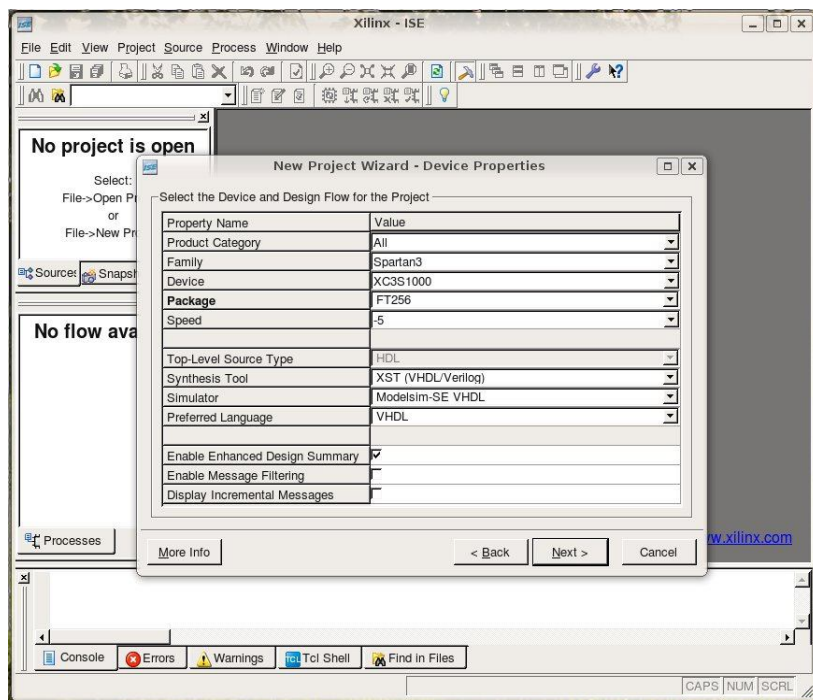 ISE
Xilinx - ISE
File Edit View Project Source Process Window Help
No project is open
Select:
File->Open Pr
or
File->New Pr
Sources Snapsh
No flow ava
Processes
ISE
New Project Wizard - Device Properties
Select the Device and Design Flow for the Project
Property Name Value
Product Category All
Family Spartan3
Device XC3S1000
Package FT256
Speed -5
Top-Level Source Type HDL
Synthesis Tool XST (VHDL/Verilog)
Simulator Modelsim-SE VHDL
Preferred Language VHDL
Enable Enhanced Design Summary
Enable Message Filtering
Display Incremental Messages
More Info < Back Next > Cancel
w.xilinx.com
Console Errors Warnings TCL Tcl Shell Find in Files
CAPS NUM SCRL